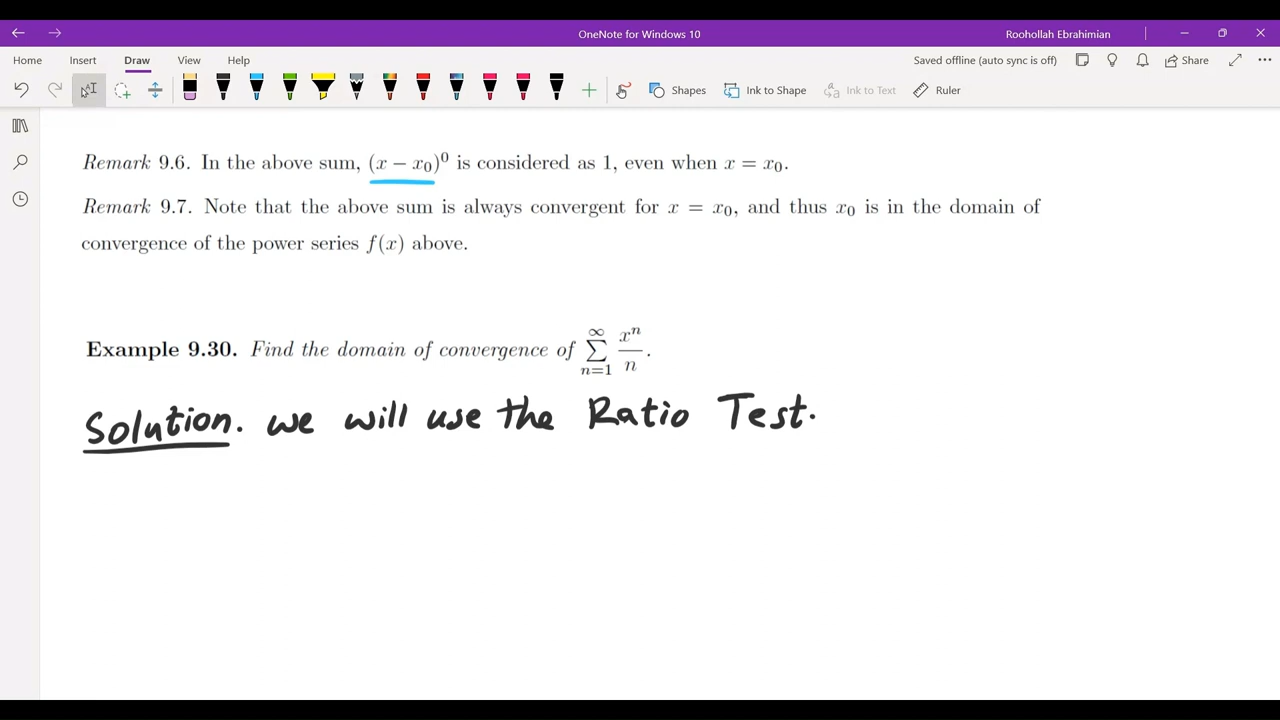 OneNote for Windows 10
Roohollah Ebrahimian
Home Insert Draw View Help
Saved offline (auto sync is off) Share
Shapes Ink to Shape Ink to Text Ruler
Remark 9.6. In the above sum, (x − x₀)⁰ is considered as 1, even when x = x₀.
Remark 9.7. Note that the above sum is always convergent for x = x₀, and thus x₀ is in the domain of
convergence of the power series f(x) above.
Example 9.30. Find the domain of convergence of ∑_{n=1}^{∞} xⁿ/n.
Solution. we will use the Ratio Test.